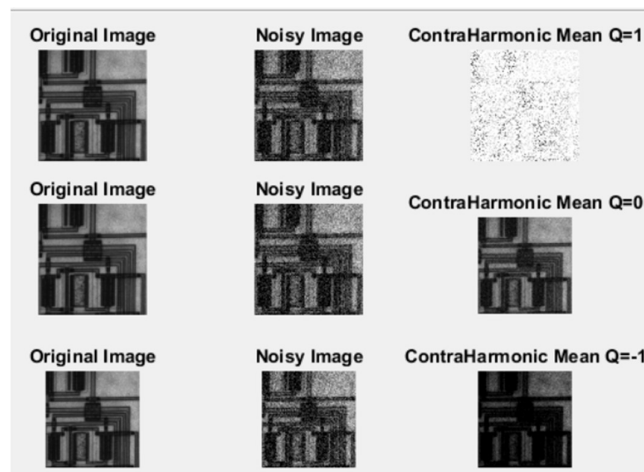 Original Image
Noisy Image
ContraHarmonic Mean Q=1
Original Image
Noisy Image
ContraHarmonic Mean Q=0
Original Image
Noisy Image
ContraHarmonic Mean Q=-1